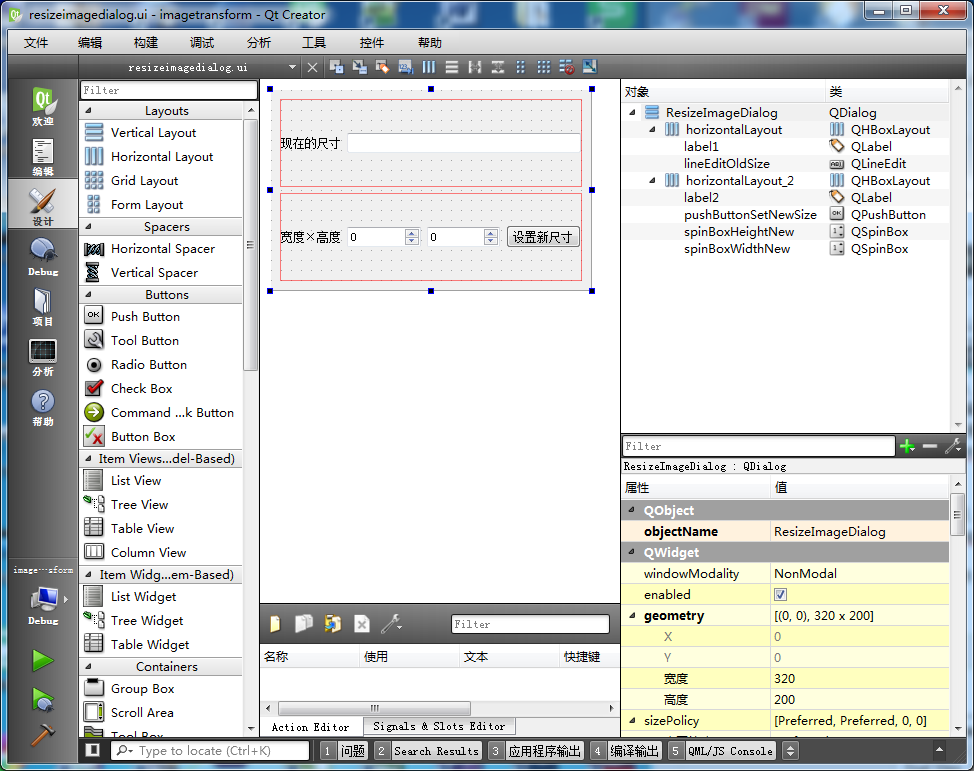 resizeimagedialog.ui - imagetransform - Qt Creator
文件 编辑 构建 调试 分析 工具 控件 帮助
resizeimagedialog.ui
Qt
欢迎
编辑
设计
Debug
项目
分析
帮助
image…sform
Debug
Filter
Layouts
Vertical Layout
Horizontal Layout
Grid Layout
Form Layout
Spacers
Horizontal Spacer
Vertical Spacer
Buttons
OK Push Button
Tool Button
Radio Button
Check Box
Command ...k Button
Button Box
Item Views...del-Based)
List View
Tree View
Table View
Column View
Item Widg...em-Based)
List Widget
Tree Widget
Table Widget
Containers
Group Box
Scroll Area
Tool Box
现在的尺寸
宽度×高度 0 0 设置新尺寸
Filter
名称 使用 文本 快捷键
Action Editor Signals & Slots Editor
对象 类
ResizeImageDialog QDialog
horizontalLayout QHBoxLayout
label1 QLabel
lineEditOldSize QLineEdit
horizontalLayout_2 QHBoxLayout
label2 QLabel
pushButtonSetNewSize OK QPushButton
spinBoxHeightNew QSpinBox
spinBoxWidthNew QSpinBox
Filter
ResizeImageDialog : QDialog
属性 值
QObject
objectName ResizeImageDialog
QWidget
windowModality NonModal
enabled
geometry [(0, 0), 320 x 200]
X 0
Y 0
宽度 320
高度 200
sizePolicy [Preferred, Preferred, 0, 0]
Type to locate (Ctrl+K) 1 问题 2 Search Results 3 应用程序输出 4 编译输出 5 QML/JS Console